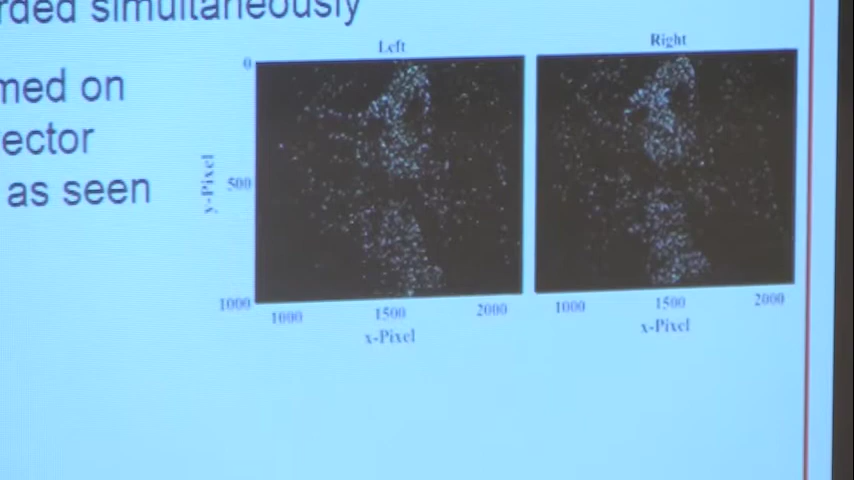 rded simultaneously
med on
ector
as seen
Left
Right
0
500
1000
y-Pixel
1000
1500
2000
x-Pixel
1000
1500
2000
x-Pixel